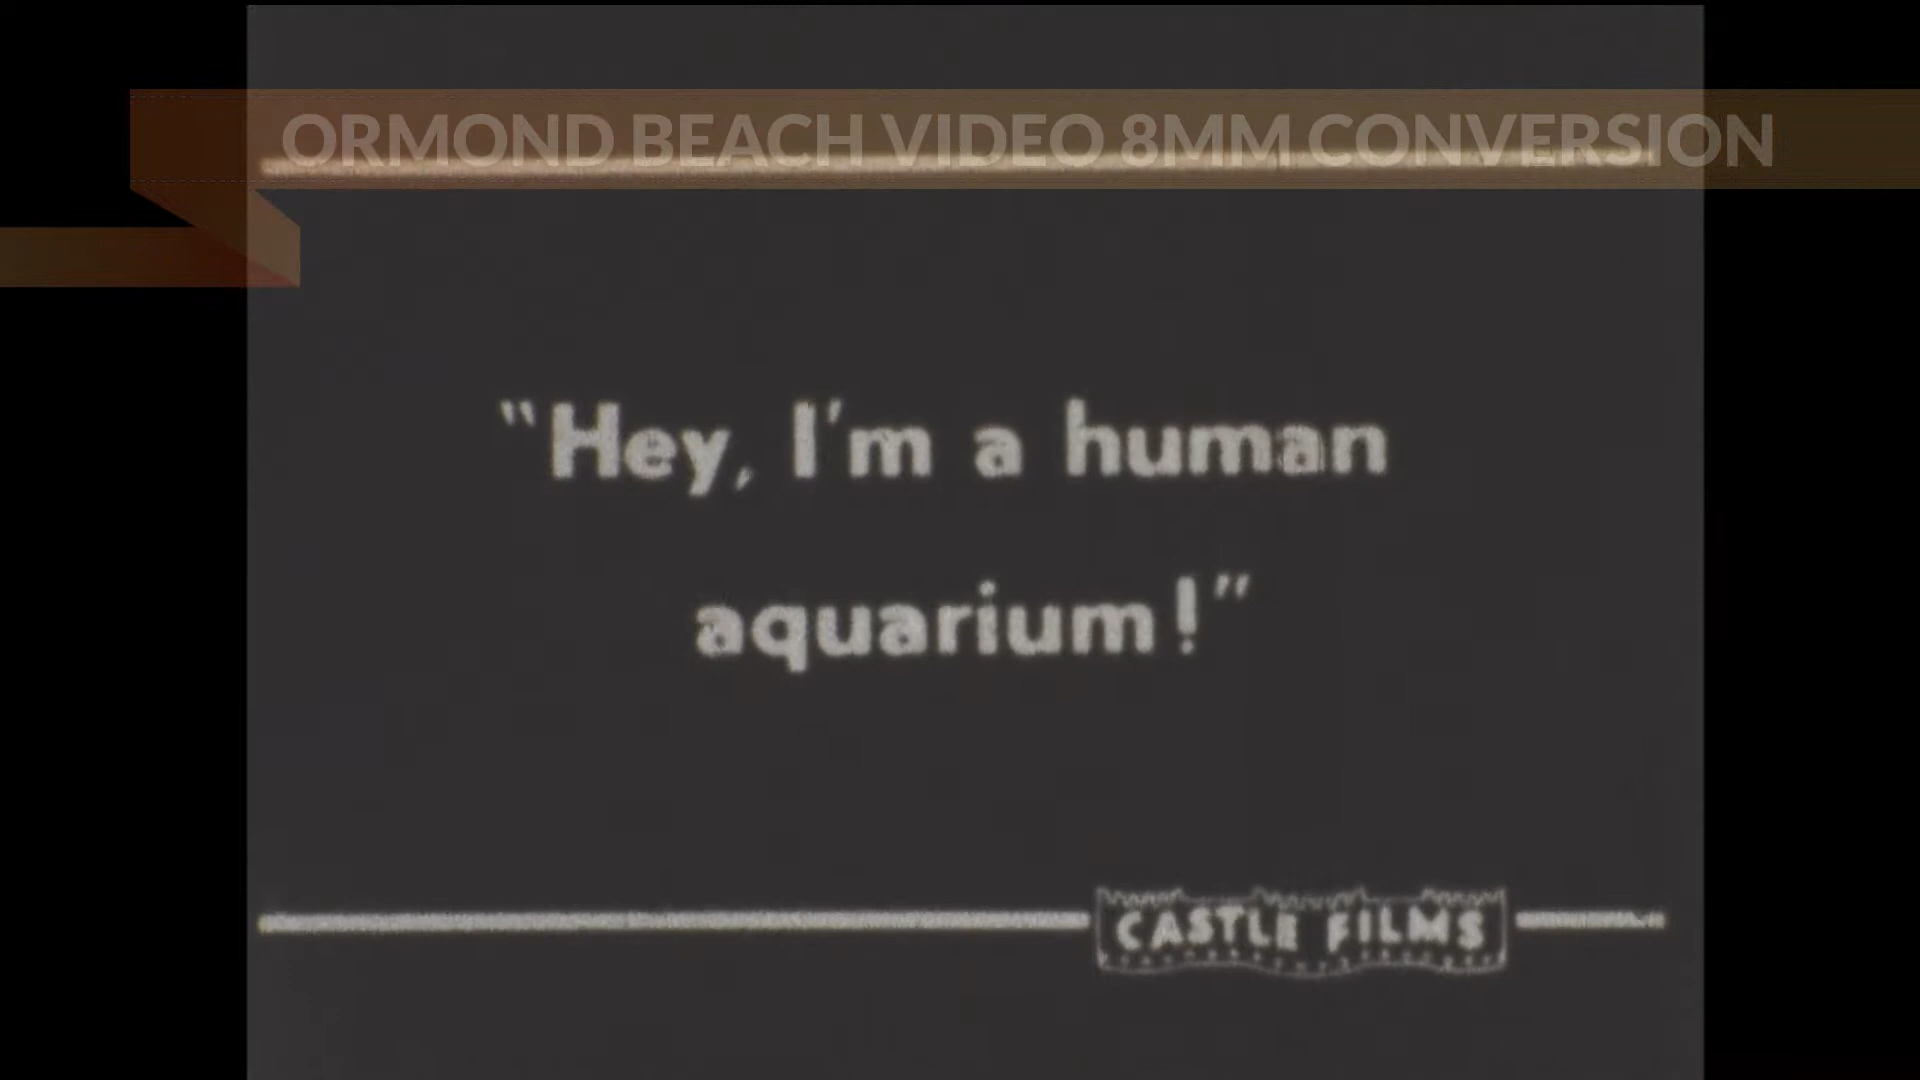 ORMOND BEACH VIDEO 8MM CONVERSION
"Hey, I'm a human
aquarium!"
CASTLE FILMS